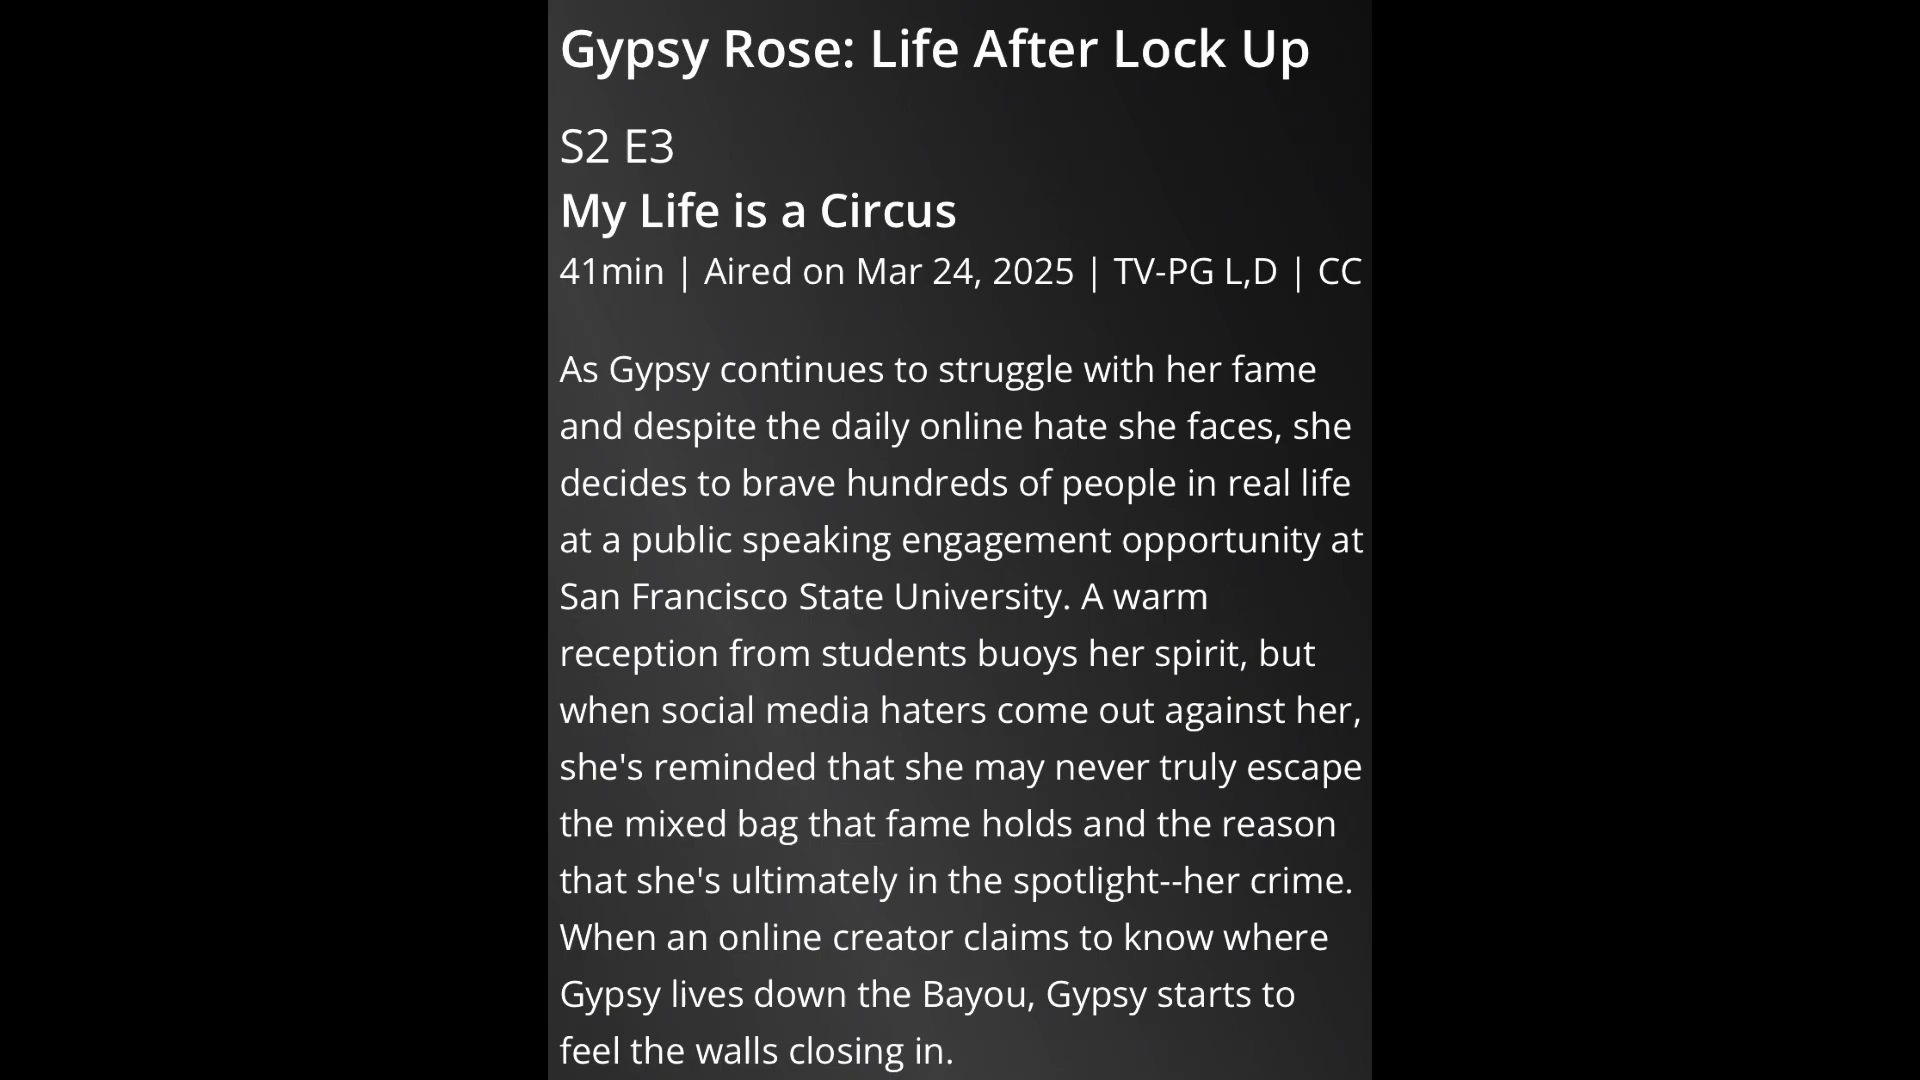 Gypsy Rose: Life After Lock Up
S2 E3
My Life is a Circus
41min | Aired on Mar 24, 2025 | TV-PG L,D | CC
As Gypsy continues to struggle with her fame
and despite the daily online hate she faces, she
decides to brave hundreds of people in real life
at a public speaking engagement opportunity at
San Francisco State University. A warm
reception from students buoys her spirit, but
when social media haters come out against her,
she's reminded that she may never truly escape
the mixed bag that fame holds and the reason
that she's ultimately in the spotlight--her crime.
When an online creator claims to know where
Gypsy lives down the Bayou, Gypsy starts to
feel the walls closing in.